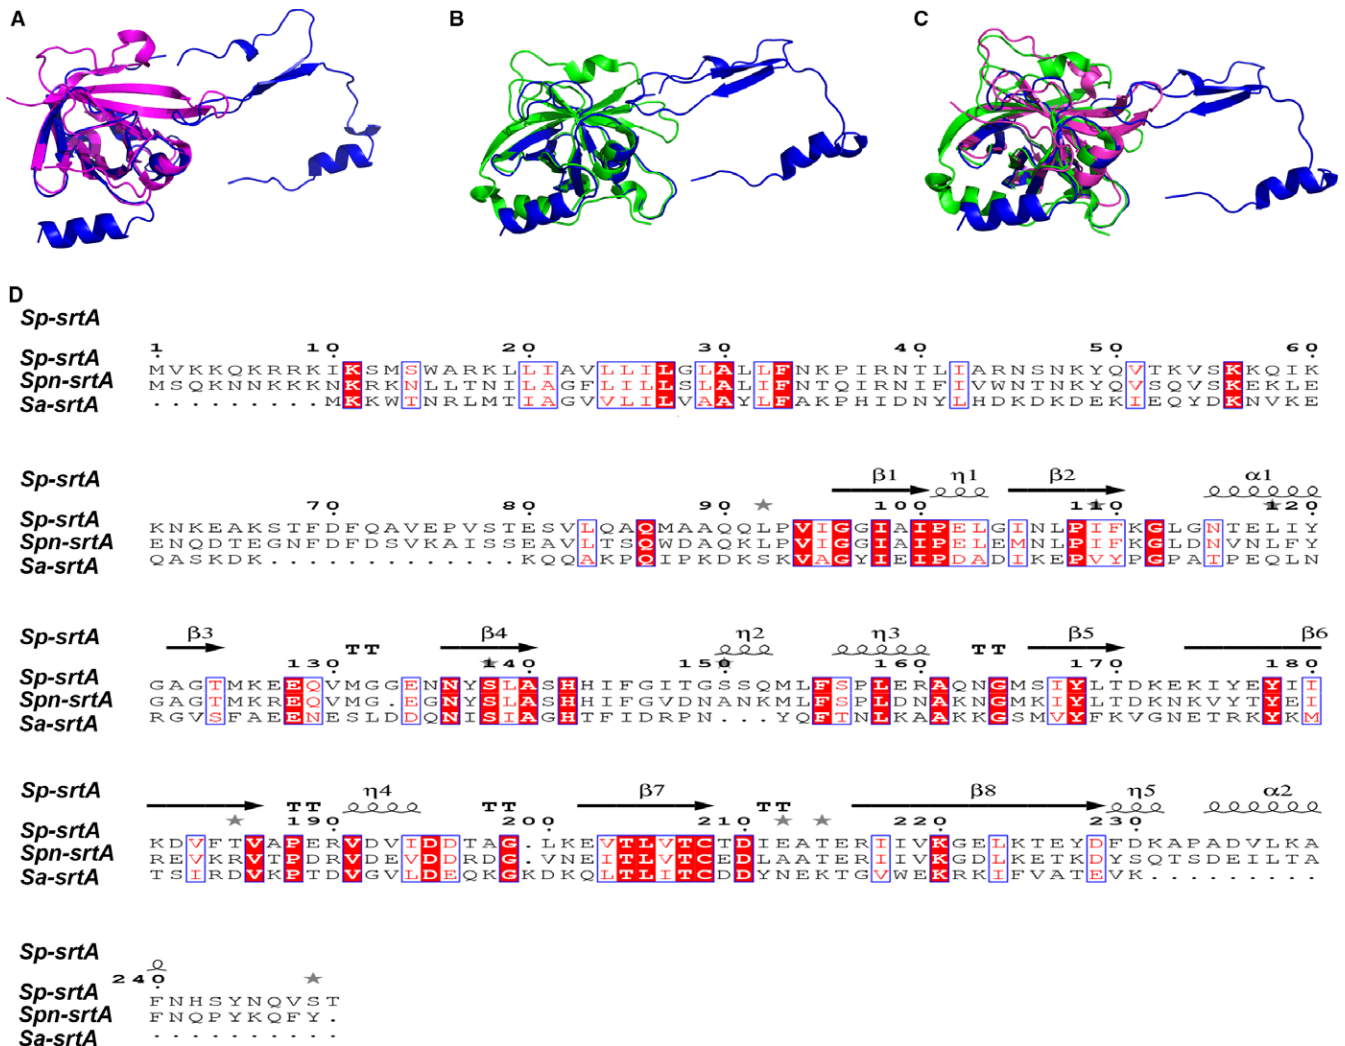 A
B
C
D
Sp-srtA
1 10 20 30 40 50 60
Sp-srtA MVKKQKRRKIKSMSWARKLLIAVLLILGLALLFNKPIRNTLIARNSNKYQVTKVSKKQIK
Spn-srtA MSQKNNKKKNKRKNLLTNILAGFLILLSLALIFNTQIRNIFIVWNTNKYQVSQVSKEKLE
Sa-srtA .........MKKWTNRLMTIAGVVLILVAAYLFAKPHIDNYLHDKDKDEKIEQYDKNVKE
Sp-srtA β1 η1 β2 α1
70 80 90 100 110 120
Sp-srtA KNKEAKSTFDFQAVEPVSTESVLQAQMAAQQLPVIGGIAIPELGINLPIFKGLGNTELIY
Spn-srtA ENQDTEGNFDFDSVKAISSEAVLTSQWDAQKLPVIGGIAIPELEMNLPIFKGLDNVNLFY
Sa-srtA QASKDK.............KQQAKPQIPKDKSKVAGYIEIPDADIKEPVYPGPATPEQLN
Sp-srtA β3 TT β4 η2 η3 TT β5 β6
130 140 150 160 170 180
Sp-srtA GAGTMKEEQVMGGENNYSLASHHIFGITGSSQMLFSPLERAQNGMSIYLTDKEKIYEYII
Spn-srtA GAGTMKREQVMG.EGNYSLASHHIFGVDNANKMLFSPLDNAKNGMKIYLTDKNKVYTYEI
Sa-srtA RGVSFAEENESLDDQNISIAGHTFIDRPN...YQFTNLKAAKKGSMVYFKVGNETRKYKM
Sp-srtA TT η4 TT β7 TT β8 η5 α2
190 200 210 220 230
Sp-srtA KDVFTVAPERVDVIDDTAG.LKEVTLVTCTDIEATERIIVKGELKTEYDFDKAPADVLKA
Spn-srtA REVKRVTPDRVDVVDDRDG.VNEITLVTCEDLAATERIIVKGDLKETKDYSQTSDEILTA
Sa-srtA TSIRDVKPTDVGVLDEQKGKDKQLTLITCDDYNEKTGVWEKRKIFVATEVK.........
Sp-srtA
240
Sp-srtA FNHSYNQVST
Spn-srtA FNQPYKQFY.
Sa-srtA ..........